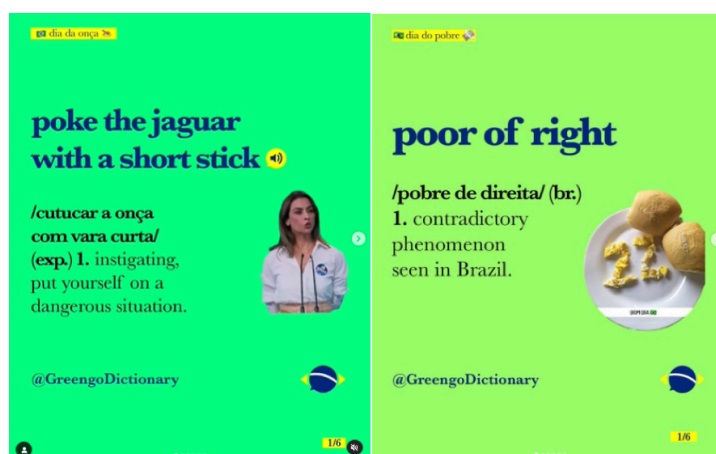 dia da onça
poke the jaguar
with a short stick
/cutucar a onça
com vara curta/
(exp.) 1. instigating,
put yourself on a
dangerous situation.
@GreengoDictionary
1/6
dia do pobre
poor of right
/pobre de direita/ (br.)
1. contradictory
phenomenon
seen in Brazil.
@GreengoDictionary
1/6